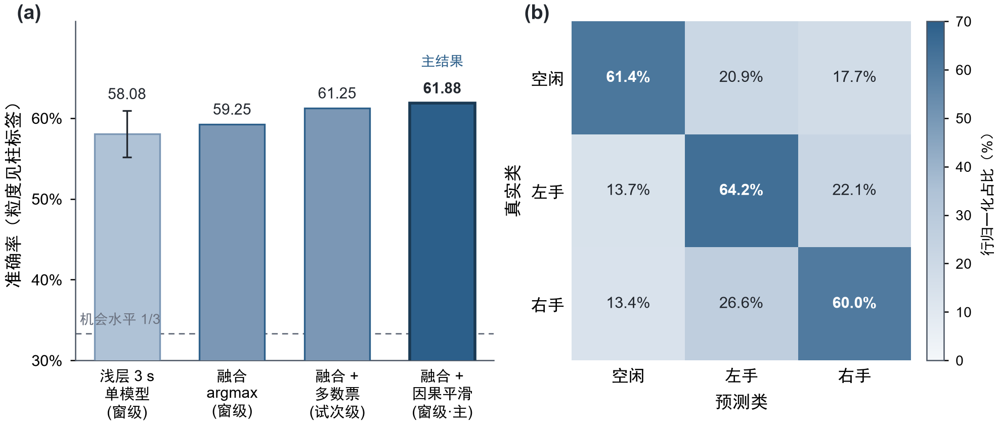 (a)
准确率（粒度见柱标签）
60%
50%
40%
30%
58.08
59.25
61.25
主结果
61.88
机会水平 1/3
浅层 3 s
单模型
(窗级)
融合
argmax
(窗级)
融合 +
多数票
(试次级)
融合 +
因果平滑
(窗级·主)
(b)
真实类
空闲
61.4%
20.9%
17.7%
左手
13.7%
64.2%
22.1%
右手
13.4%
26.6%
60.0%
空闲
左手
右手
预测类
70
60
50
40
30
20
10
0
行归一化占比（%）